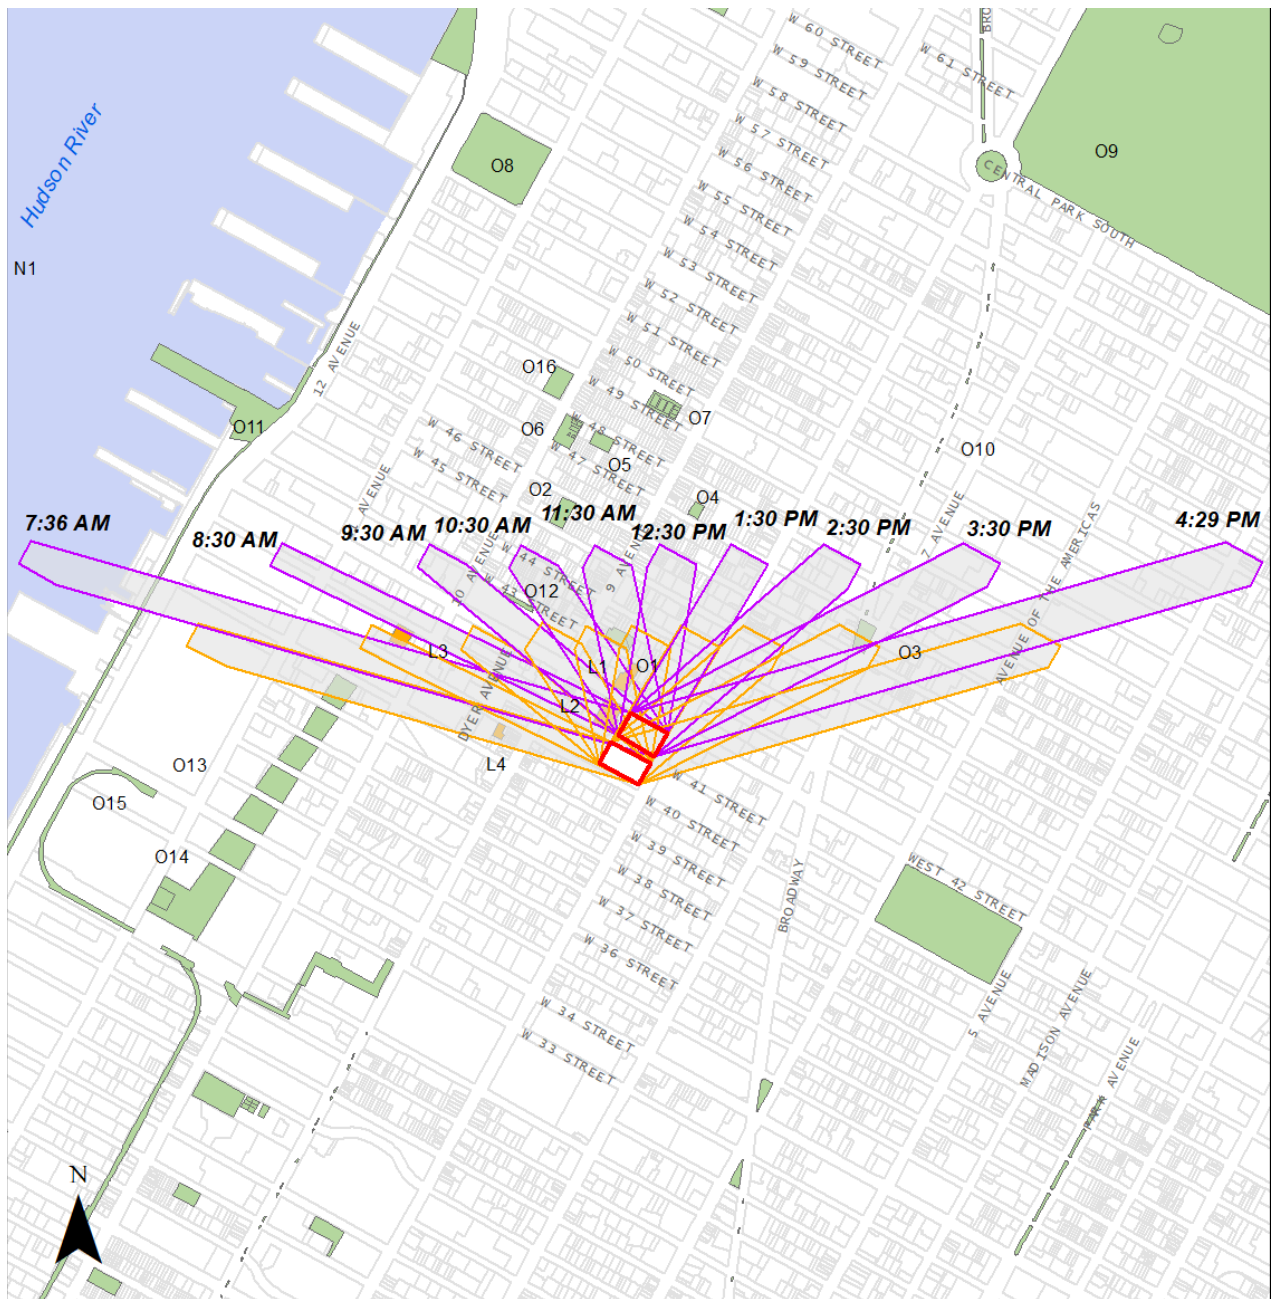 BRO
W 60 STREET
W 61 STREET
W 59 STREET
W 58 STREET
W 57 STREET
W 56 STREET
W 55 STREET
W 54 STREET
W 53 STREET
W 52 STREET
W 51 STREET
W 50 STREET
W 49 STREET
W 48 STREET
W 47 STREET
Hudson River
N1
O8
O9
CENTRAL PARK SOUTH
12 AVENUE
O16
O6
O7
O11
O5
O10
W 46 STREET
W 45 STREET
AVENUE
O2
O4
7 AVENUE
AVENUE OF THE AMERICAS
7:36 AM
8:30 AM
9:30 AM
10:30 AM
11:30 AM
12:30 PM
1:30 PM
2:30 PM
3:30 PM
4:29 PM
10 AVENUE
W 44 STREET
9 AVENUE
W 43 STREET
O12
L3
L1
O1
O3
L2
DYER AVENUE
L4
O13
O15
O14
W 41 STREET
W 40 STREET
W 39 STREET
W 38 STREET
W 37 STREET
W 36 STREET
W 34 STREET
W 33 STREET
BROADWAY
WEST 42 STREET
5 AVENUE
MADISON AVENUE
PARK AVENUE
N